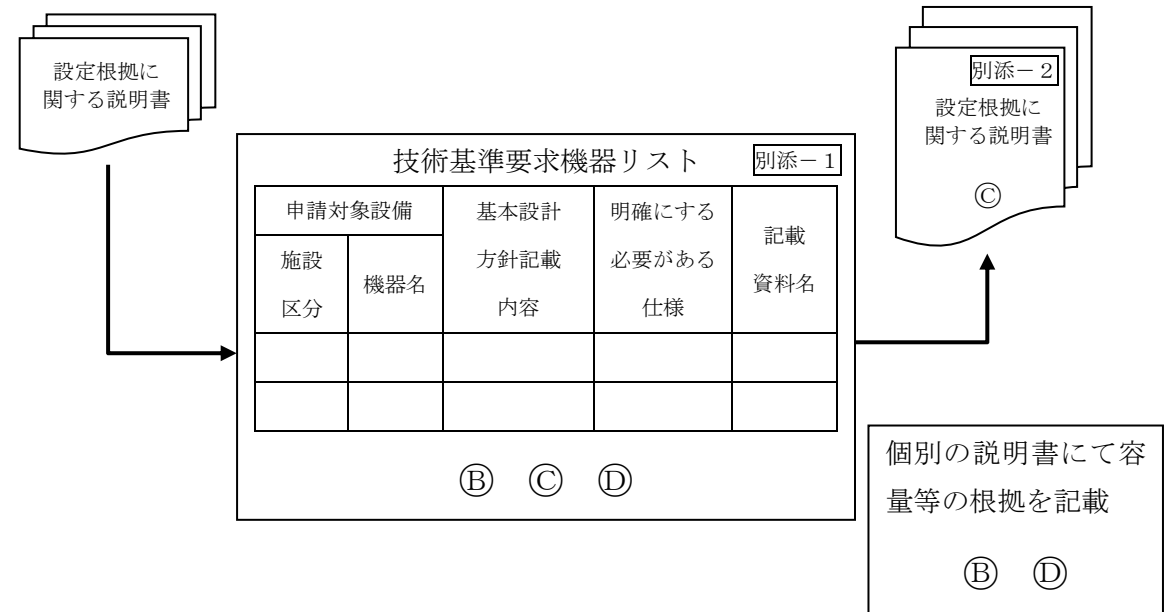 設定根拠に
関する説明書
別添－２
設定根拠に
関する説明書
Ⓒ
技術基準要求機器リスト
別添－１
申請対象設備
施設
区分
機器名
基本設計
方針記載
内容
明確にする
必要がある
仕様
記載
資料名
Ⓑ Ⓒ Ⓓ
個別の説明書にて容
量等の根拠を記載
Ⓑ Ⓓ